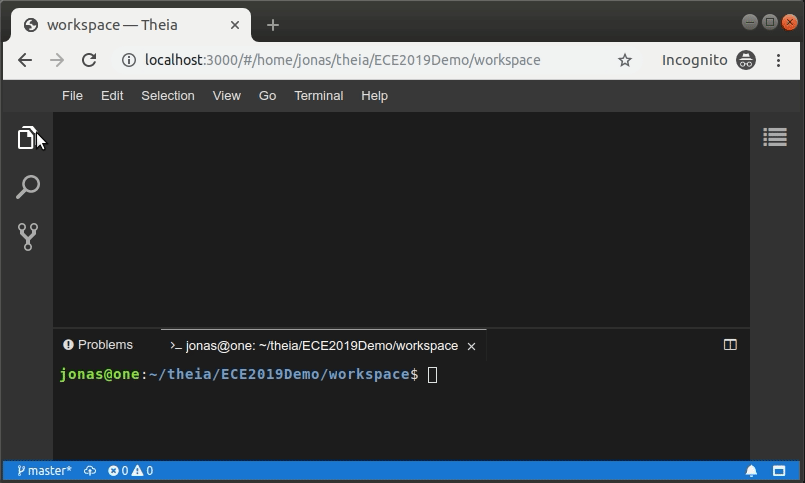 workspace — Theia
localhost:3000/#/home/jonas/theia/ECE2019Demo/workspace
Incognito
File Edit Selection View Go Terminal Help
Problems
>_ jonas@one: ~/theia/ECE2019Demo/workspace
jonas@one:~/theia/ECE2019Demo/workspace$
master* 0 0